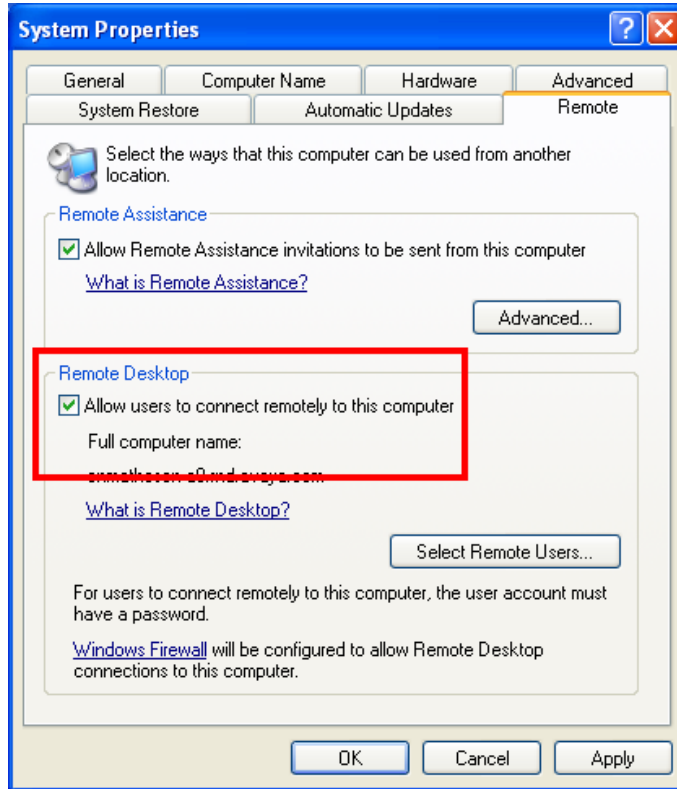 System Properties
General Computer Name Hardware Advanced
System Restore Automatic Updates Remote
Select the ways that this computer can be used from another
location.
Remote Assistance
Allow Remote Assistance invitations to be sent from this computer
What is Remote Assistance?
Advanced...
Remote Desktop
Allow users to connect remotely to this computer
Full computer name:
What is Remote Desktop?
Select Remote Users...
For users to connect remotely to this computer, the user account must
have a password.
Windows Firewall will be configured to allow Remote Desktop
connections to this computer.
OK Cancel Apply